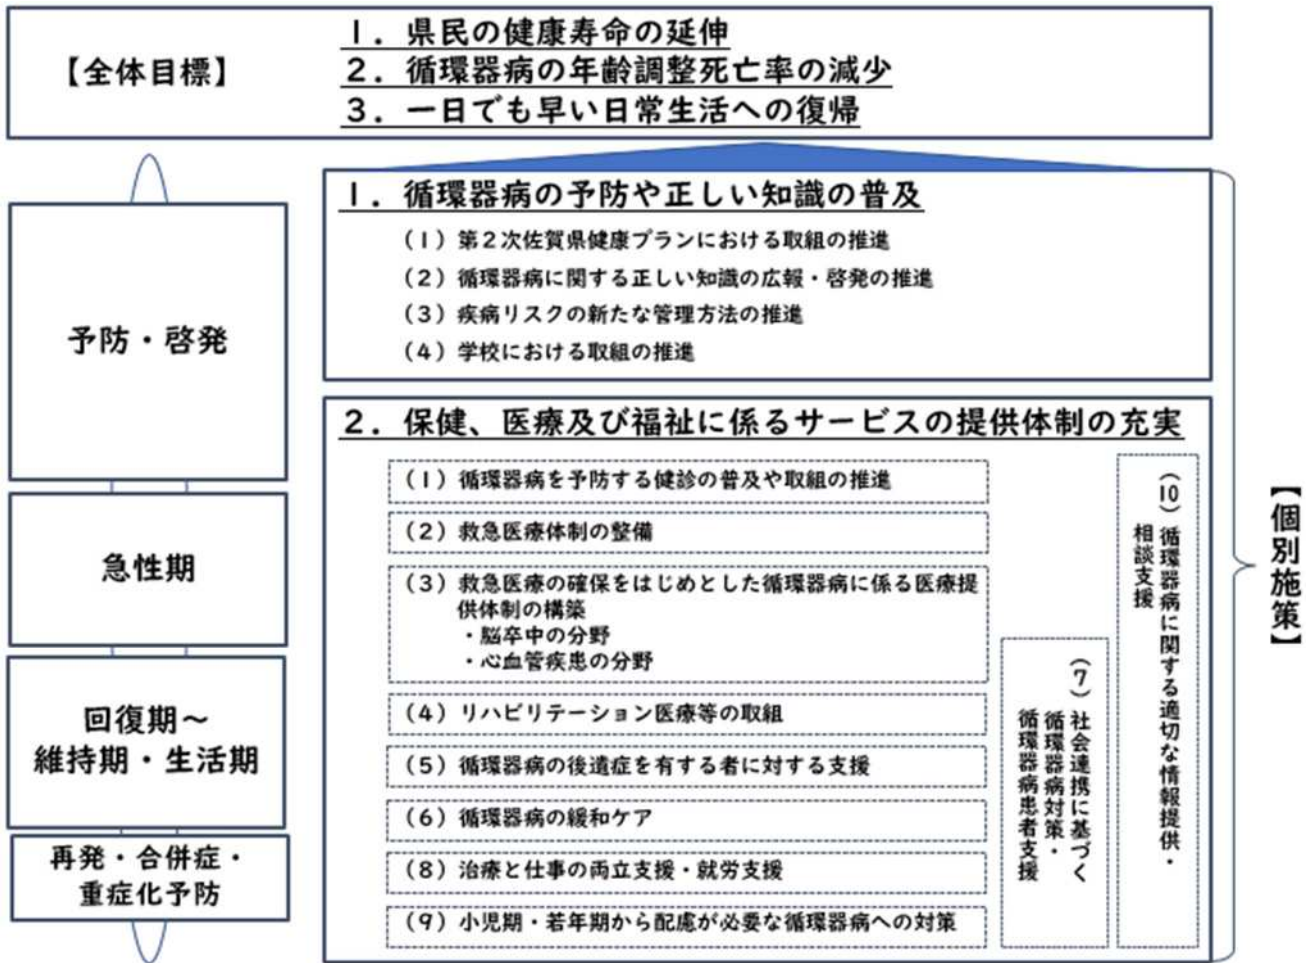 【全体目標】
1. 県民の健康寿命の延伸
2. 循環器病の年齢調整死亡率の減少
3. 一日でも早い日常生活への復帰
予防・啓発
急性期
回復期～
維持期・生活期
再発・合併症・
重症化予防
1. 循環器病の予防や正しい知識の普及
(1) 第2次佐賀県健康プランにおける取組の推進
(2) 循環器病に関する正しい知識の広報・啓発の推進
(3) 疾病リスクの新たな管理方法の推進
(4) 学校における取組の推進
2. 保健、医療及び福祉に係るサービスの提供体制の充実
(1) 循環器病を予防する健診の普及や取組の推進
(2) 救急医療体制の整備
(3) 救急医療の確保をはじめとした循環器病に係る医療提
供体制の構築
・脳卒中の分野
・心血管疾患の分野
(4) リハビリテーション医療等の取組
(5) 循環器病の後遺症を有する者に対する支援
(6) 循環器病の緩和ケア
(8) 治療と仕事の両立支援・就労支援
(9) 小児期・若年期から配慮が必要な循環器病への対策
(7) 社会連携に基づく
循環器病対策・
循環器病患者支援
(10) 循環器病に関する適切な情報提供・
相談支援
【個別施策】